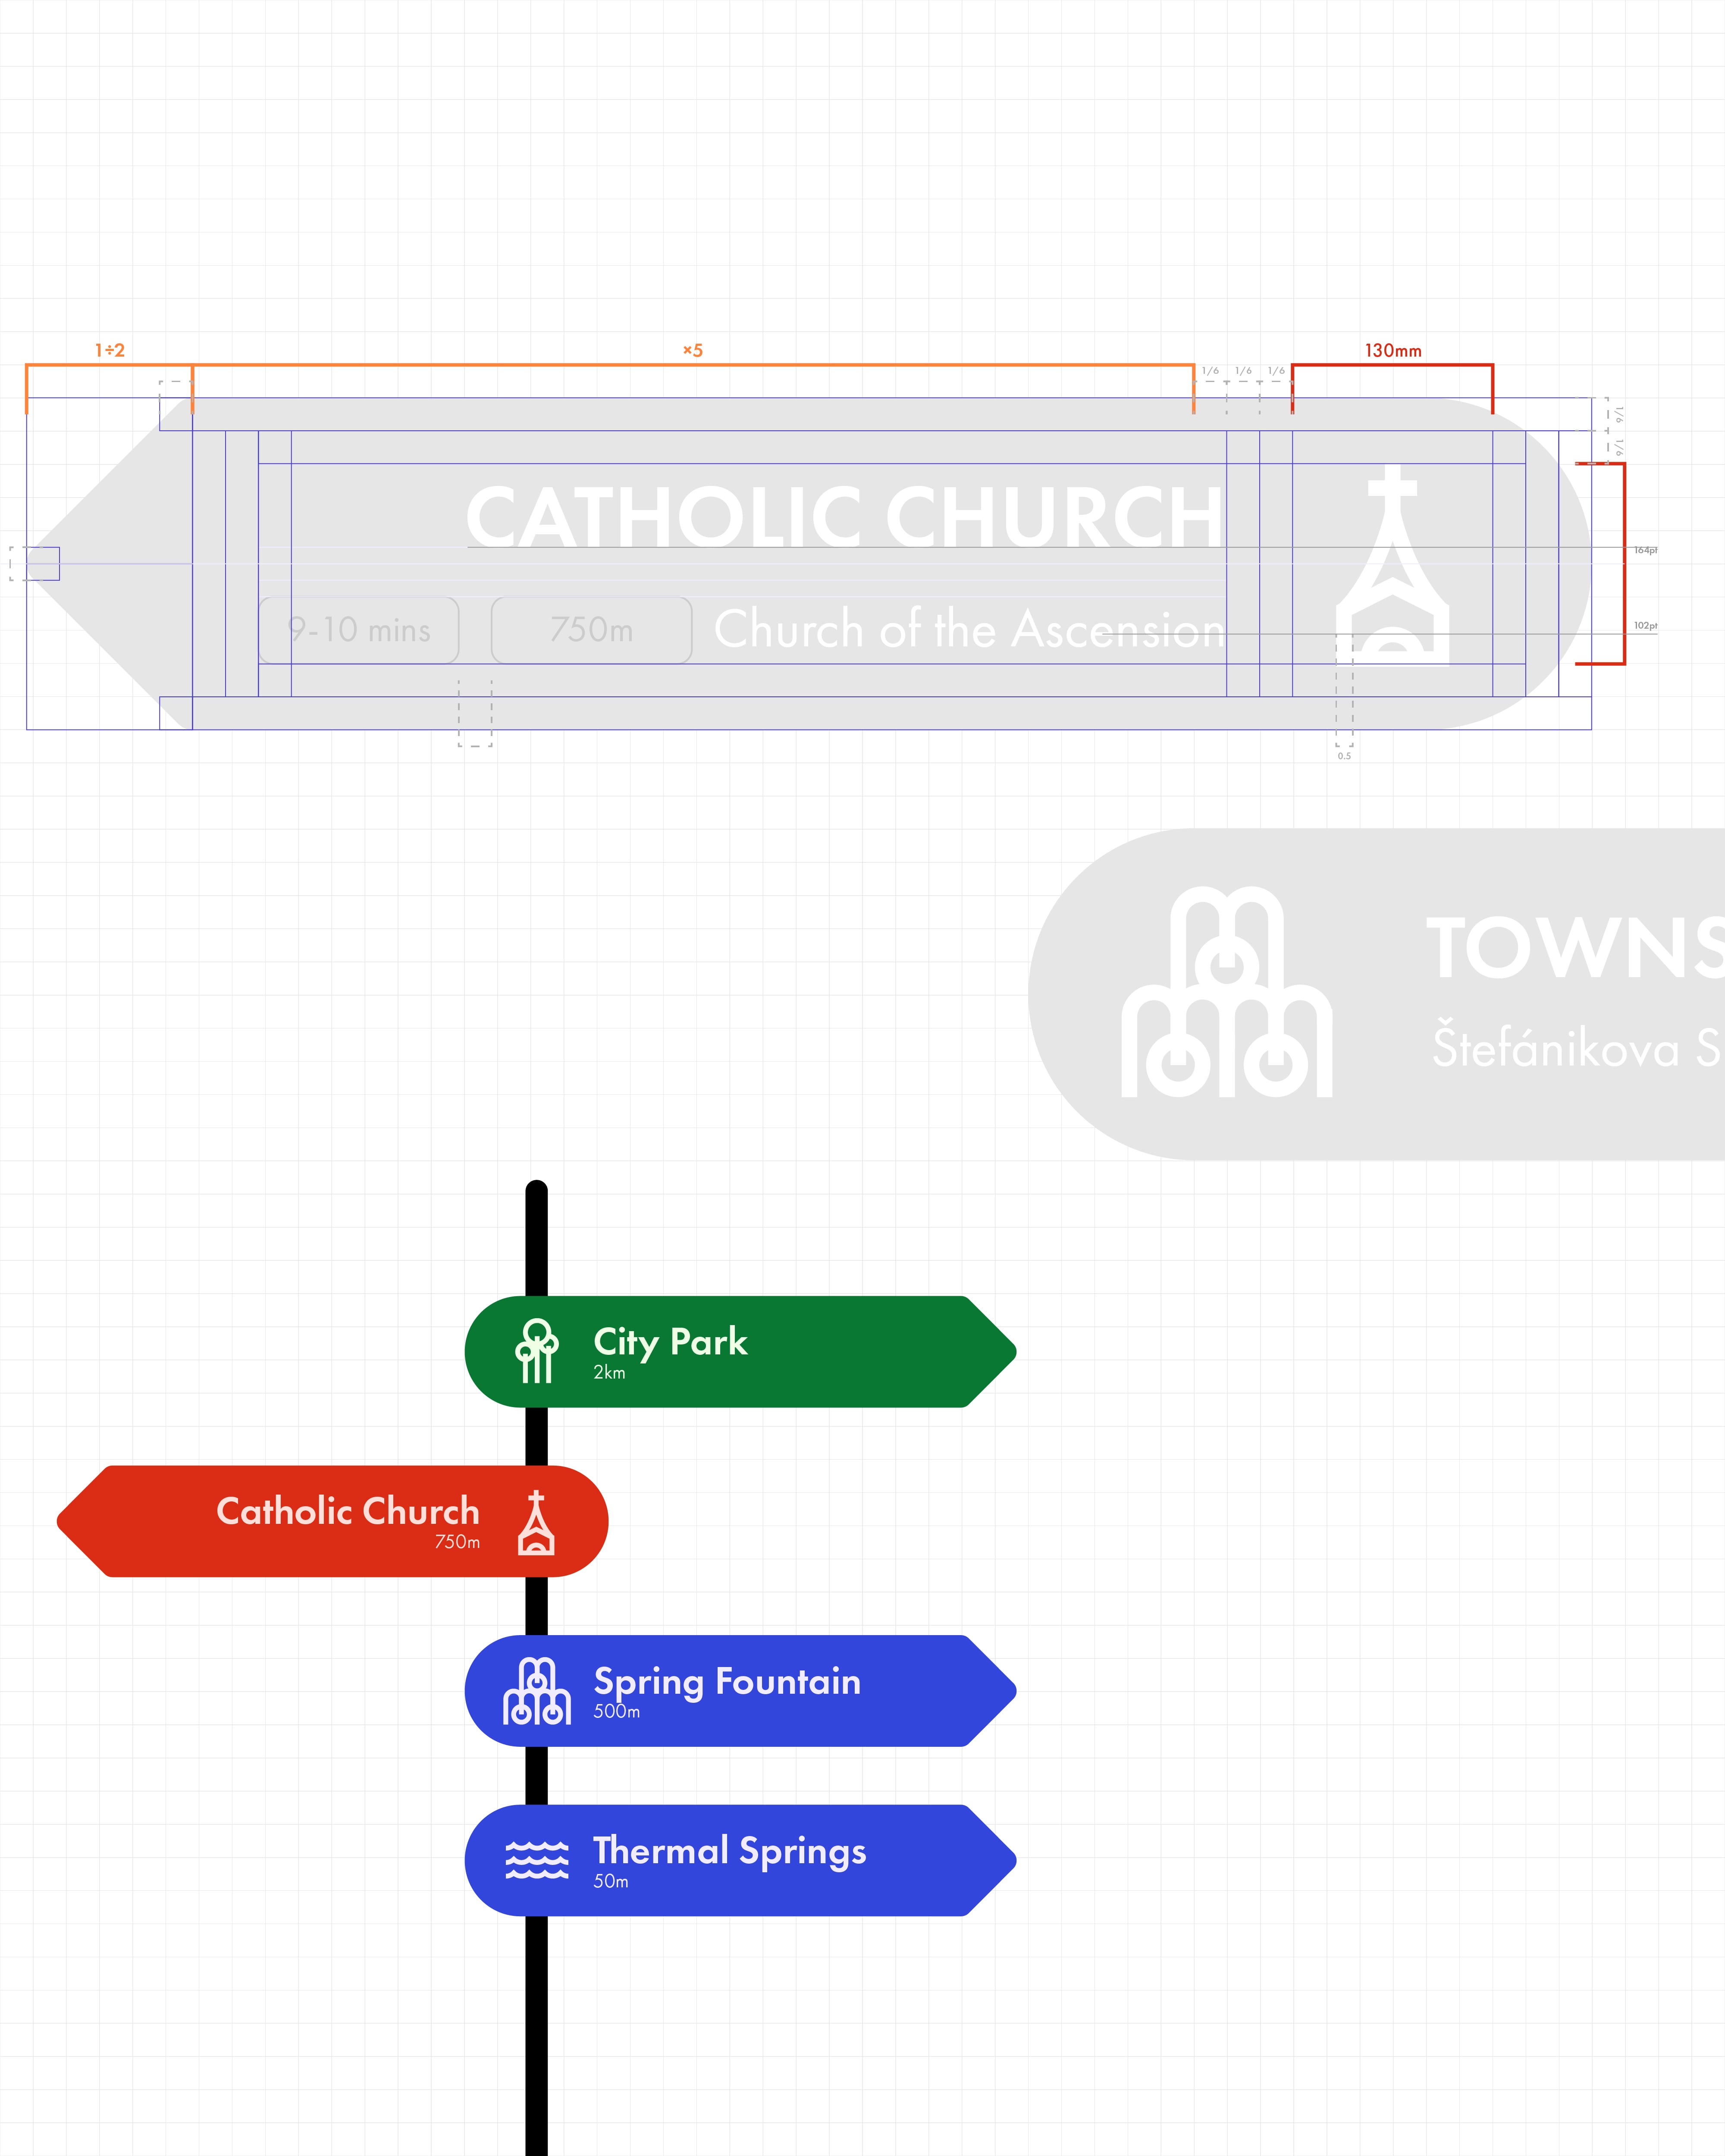 1÷2
×5
130mm
1/6
1/6
1/6
1/6
1/6
CATHOLIC CHURCH
164pt
9-10 mins
750m
Church of the Ascension
102pt
0.5
TOWNS
Štefánikova S
City Park
2km
Catholic Church
750m
Spring Fountain
500m
Thermal Springs
50m